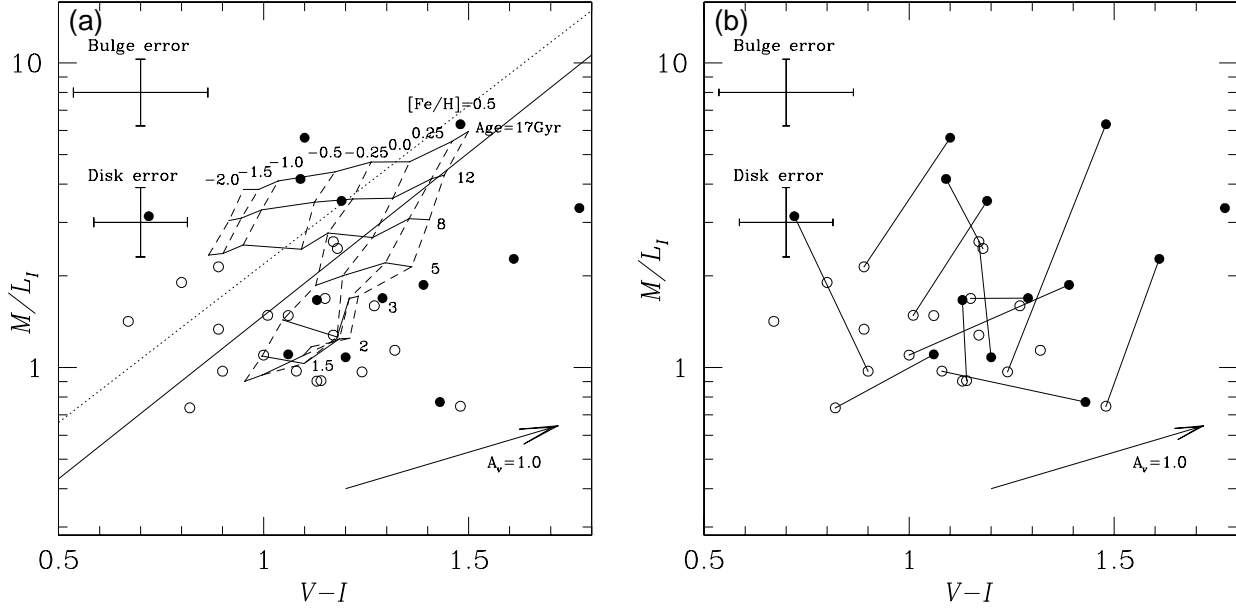 (a)
Bulge error
10
[Fe/H]=0.5
0.25
0.0
−0.25
−0.5
−1.0
−1.5
−2.0
Age=17Gyr
12
8
5
3
2
1.5
Disk error
1
A_v=1.0
M/L_I
0.5
1
1.5
V−I
(b)
Bulge error
10
Disk error
1
A_v=1.0
M/L_I
0.5
1
1.5
V−I